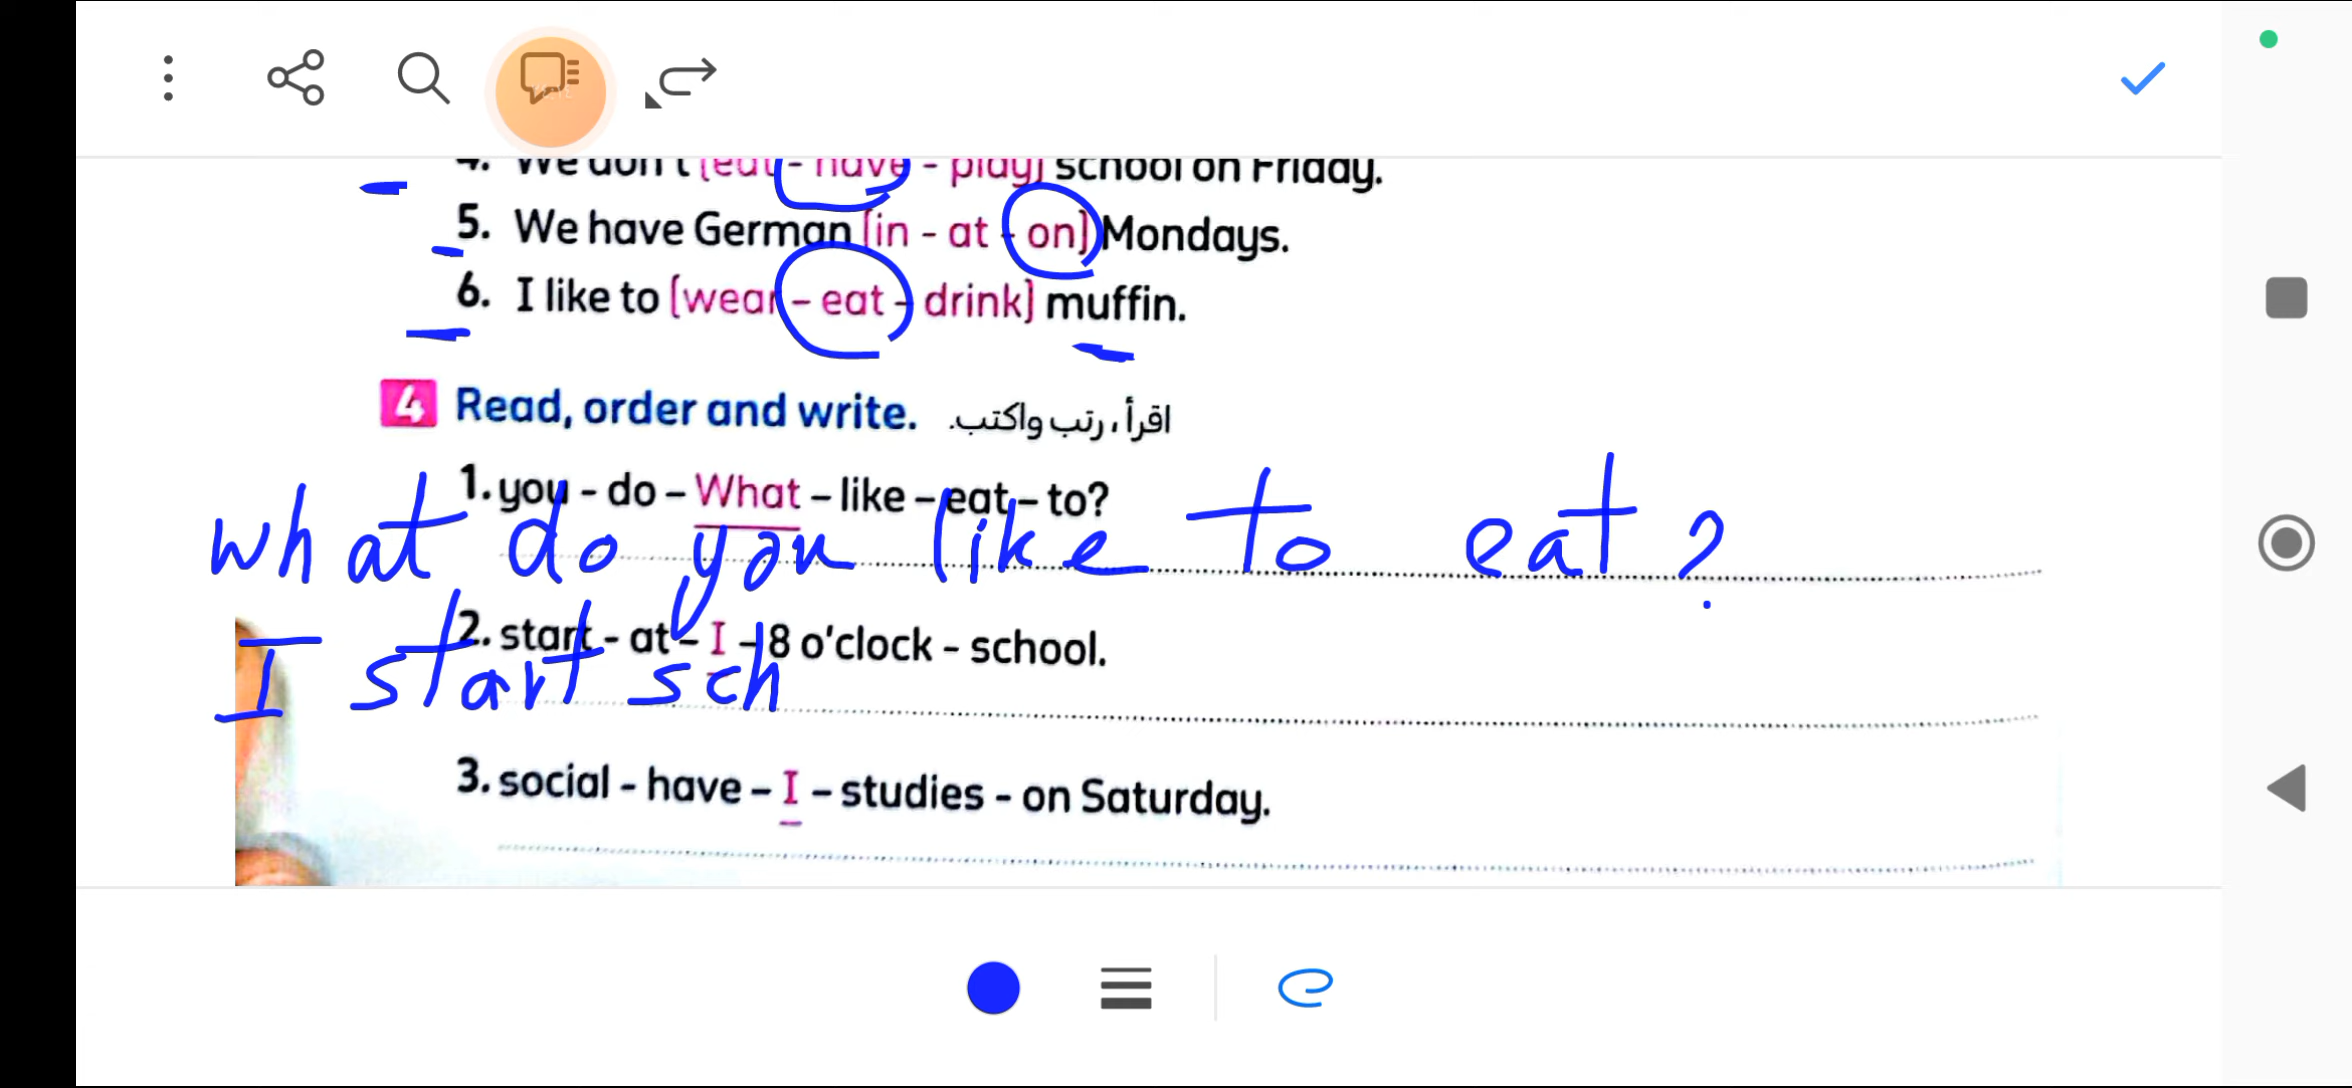 4. We don't [eat - have - play] school on Friday.
5. We have German [in - at - on] Mondays.
6. I like to [wear - eat - drink] muffin.
4 Read, order and write. اقرأ، رتب واكتب.
1. you - do - What - like - eat - to?
what do you like to eat?
2. start - at - I - 8 o'clock - school.
I start sch
3. social - have - I - studies - on Saturday.